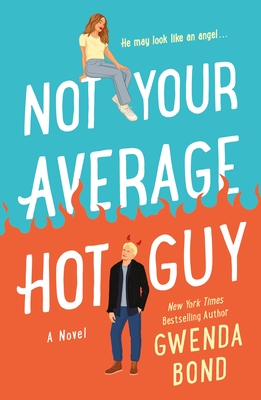 He may look like an angel...
NOT YOUR
AVERAGE
HOT GUY
A Novel
New York Times
Bestselling Author
GWENDA
BOND